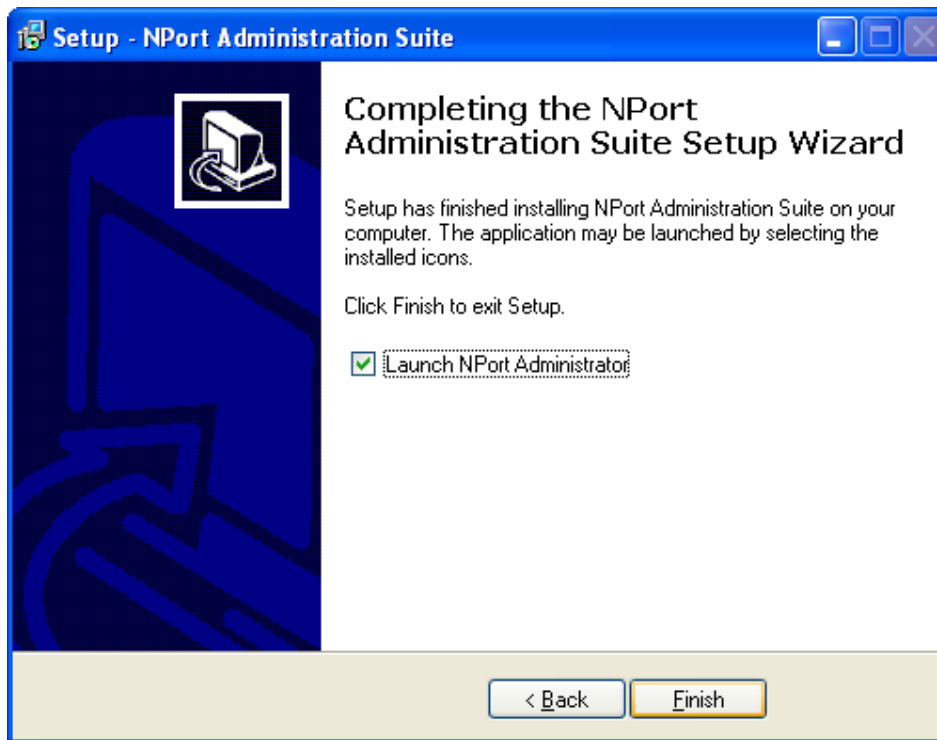 Setup - NPort Administration Suite
Completing the NPort
Administration Suite Setup Wizard
Setup has finished installing NPort Administration Suite on your
computer. The application may be launched by selecting the
installed icons.
Click Finish to exit Setup.
Launch NPort Administrator
< Back
Finish